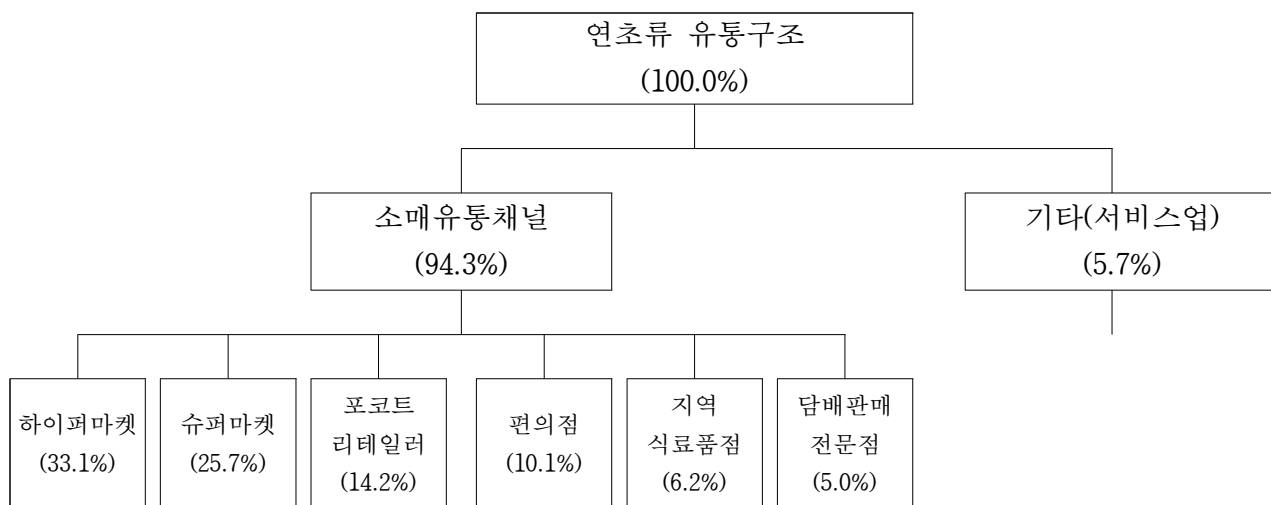 연초류 유통구조
(100.0%)
소매유통채널
(94.3%)
기타(서비스업)
(5.7%)
하이퍼마켓
(33.1%)
슈퍼마켓
(25.7%)
포코트
리테일러
(14.2%)
편의점
(10.1%)
지역
식료품점
(6.2%)
담배판매
전문점
(5.0%)